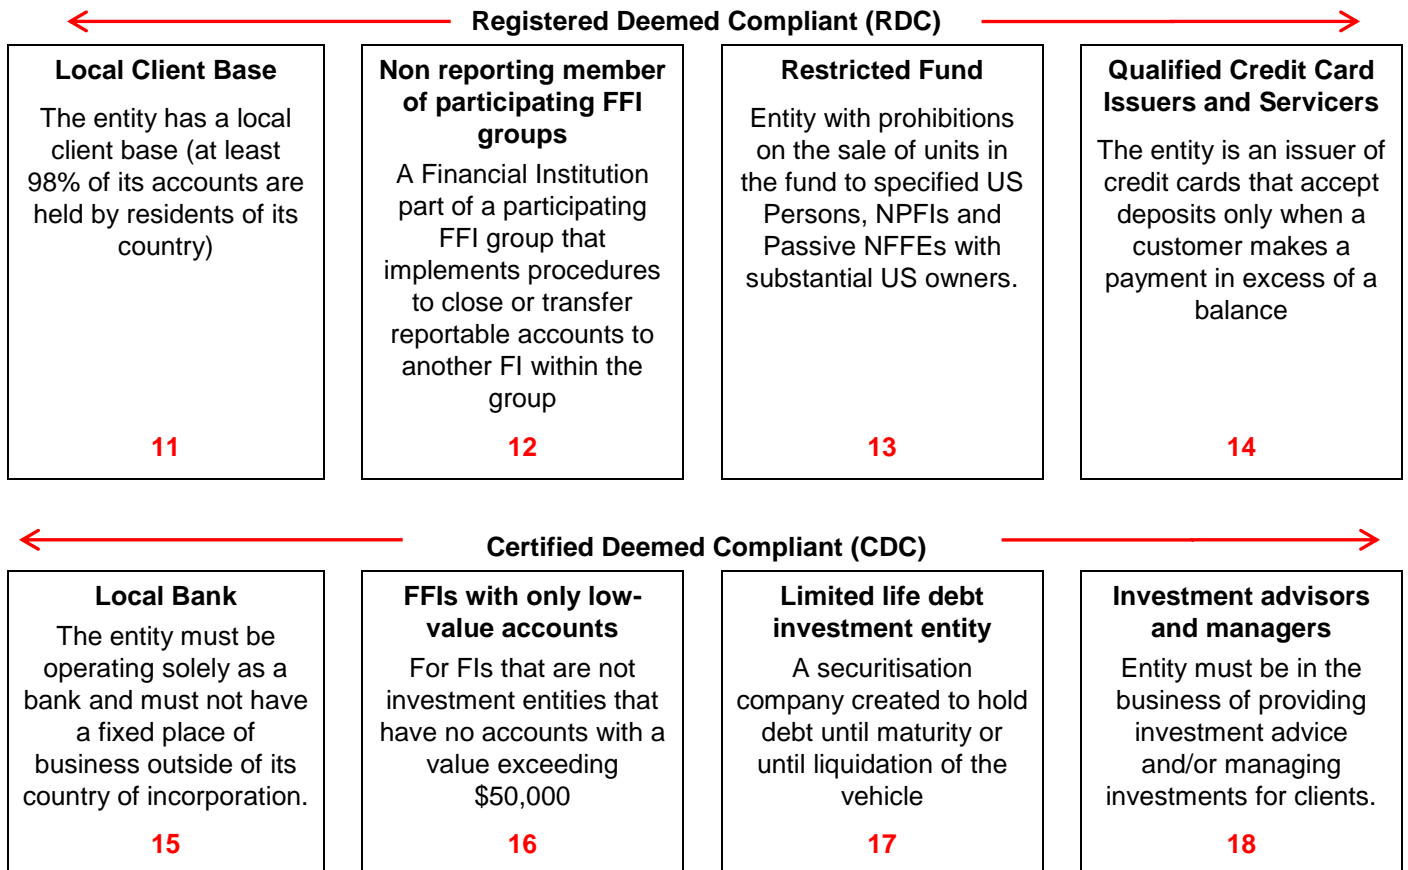 Registered Deemed Compliant (RDC)
Local Client Base
The entity has a local
client base (at least
98% of its accounts are
held by residents of its
country)
11
Non reporting member
of participating FFI
groups
A Financial Institution
part of a participating
FFI group that
implements procedures
to close or transfer
reportable accounts to
another FI within the
group
12
Restricted Fund
Entity with prohibitions
on the sale of units in
the fund to specified US
Persons, NPFIs and
Passive NFFEs with
substantial US owners.
13
Qualified Credit Card
Issuers and Servicers
The entity is an issuer of
credit cards that accept
deposits only when a
customer makes a
payment in excess of a
balance
14
Certified Deemed Compliant (CDC)
Local Bank
The entity must be
operating solely as a
bank and must not have
a fixed place of
business outside of its
country of incorporation.
15
FFIs with only low-
value accounts
For FIs that are not
investment entities that
have no accounts with a
value exceeding
$50,000
16
Limited life debt
investment entity
A securitisation
company created to hold
debt until maturity or
until liquidation of the
vehicle
17
Investment advisors
and managers
Entity must be in the
business of providing
investment advice
and/or managing
investments for clients.
18